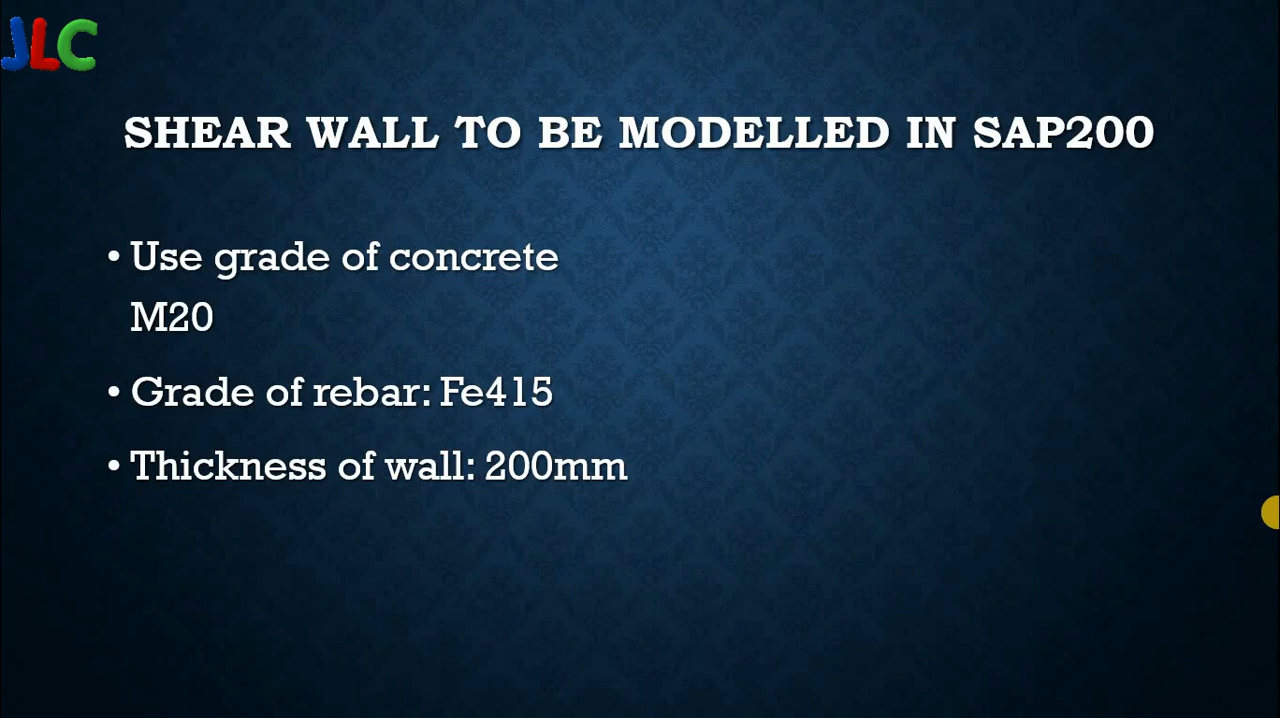 JLC
SHEAR WALL TO BE MODELLED IN SAP200
• Use grade of concrete
M20
• Grade of rebar: Fe415
• Thickness of wall: 200mm